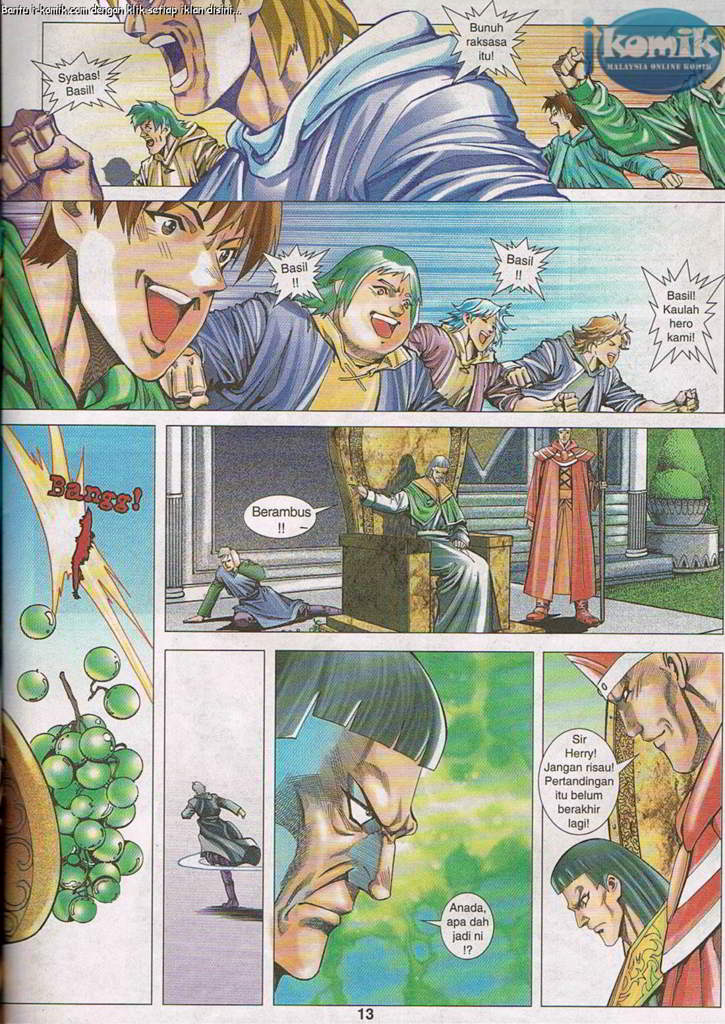 Bantu i-komik.com dengan klik setiap iklan disini...
iKomik
MALAYSIA ONLINE KOMIK
Syabas!
Basil!
Bunuh
raksasa
itu!
Basil
!!
Basil
!!
Basil!
Kaulah
hero
kami!
Bangg!
Berambus
!!
Anada,
apa dah
jadi ni
!?
Sir
Herry!
Jangan risau!
Pertandingan
itu belum
berakhir
lagi!
13